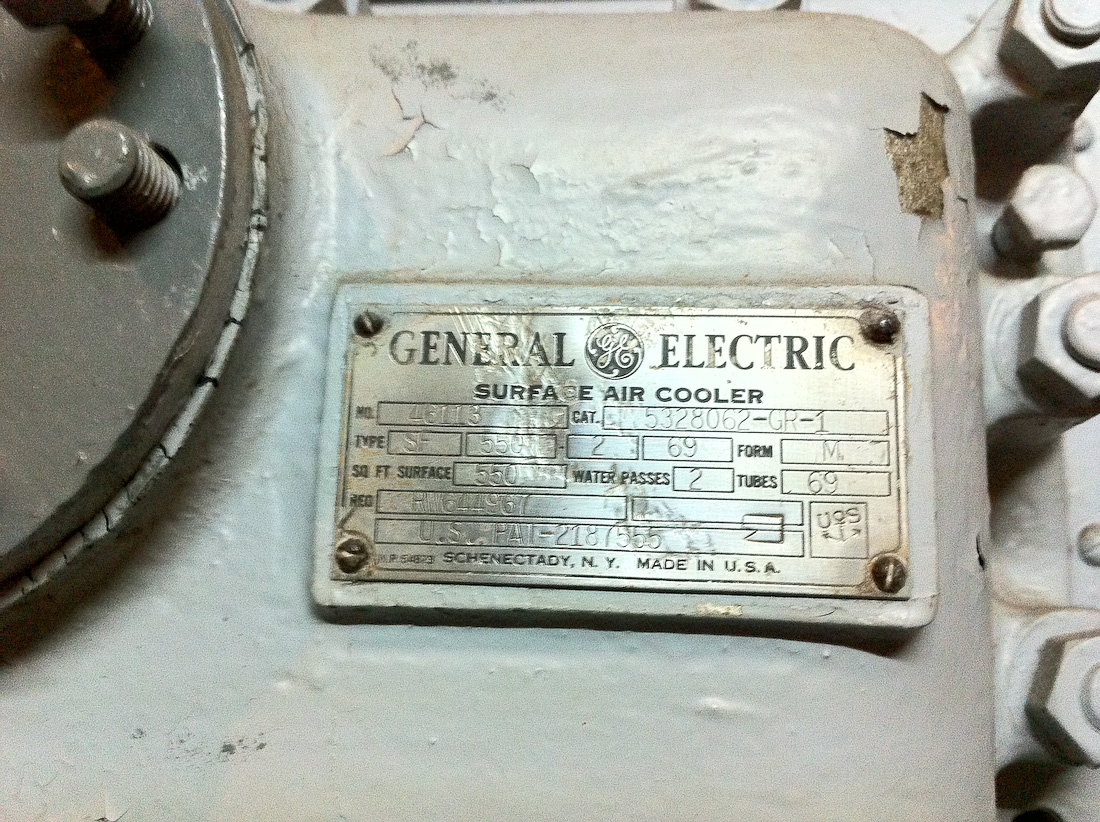 GENERAL GE ELECTRIC
SURFACE AIR COOLER
NO. 46113 CAT. 5328062-GR-1
TYPE SF 550 2 69 FORM M
SQ FT SURFACE 550 WATER PASSES 2 TUBES 69
REQ RW644967
U.S. PAT-2187555 U S
SCHENECTADY, N. Y. MADE IN U.S.A.